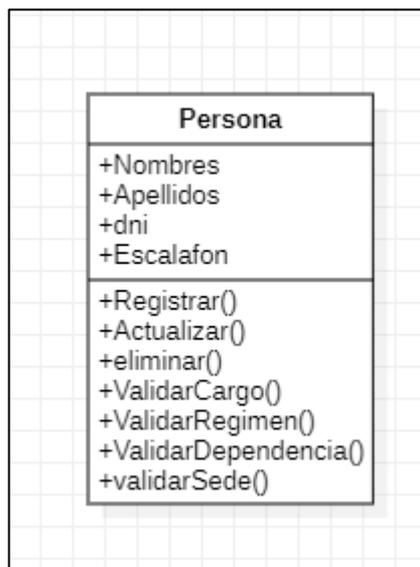 Persona
+Nombres
+Apellidos
+dni
+Escalafon
+Registrar()
+Actualizar()
+eliminar()
+ValidarCargo()
+ValidarRegimen()
+ValidarDependencia()
+validarSede()